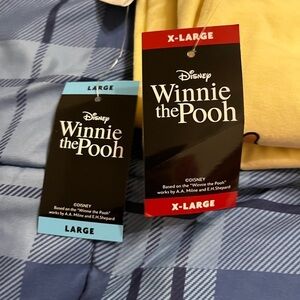 LARGE
Disney
Winnie
the Pooh
©DISNEY
Based on the "Winnie the Pooh"
works by A.A. Milne and E.H.Shepard
LARGE
X-LARGE
Disney
Winnie
the Pooh
©DISNEY
Based on the "Winnie the Pooh"
works by A.A. Milne and E.H.Shepard
X-LARGE